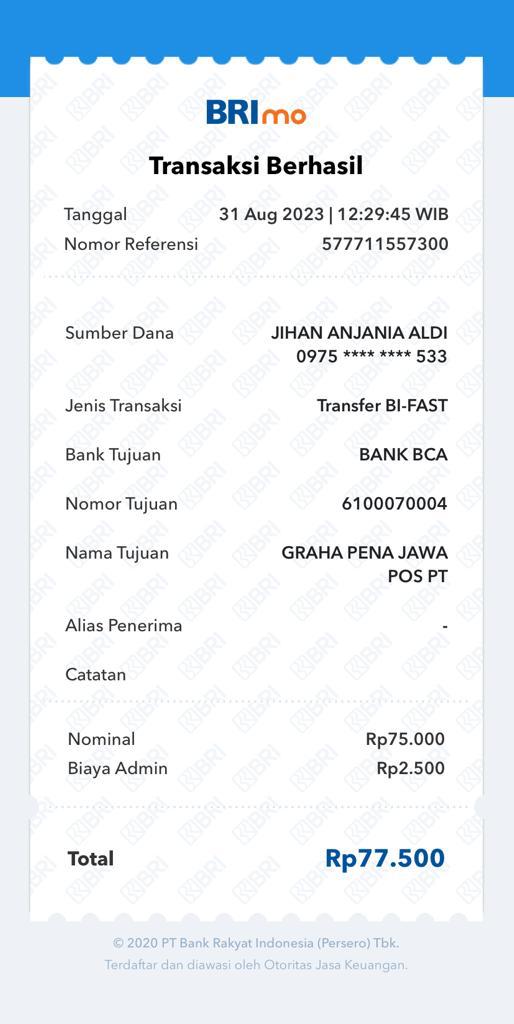 BRImo
Transaksi Berhasil
Tanggal 31 Aug 2023 | 12:29:45 WIB
Nomor Referensi 577711557300
Sumber Dana JIHAN ANJANIA ALDI
0975 **** **** 533
Jenis Transaksi Transfer BI-FAST
Bank Tujuan BANK BCA
Nomor Tujuan 6100070004
Nama Tujuan GRAHA PENA JAWA
POS PT
Alias Penerima -
Catatan
Nominal Rp75.000
Biaya Admin Rp2.500
Total Rp77.500
© 2020 PT Bank Rakyat Indonesia (Persero) Tbk.
Terdaftar dan diawasi oleh Otoritas Jasa Keuangan.